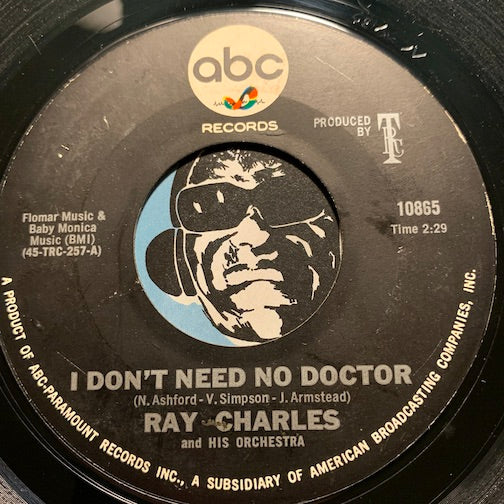 abc
RECORDS
PRODUCED
BY TRC
Flomar Music &
Baby Monica
Music (BMI)
(45-TRC-257-A)
10865
Time 2:29
I DON'T NEED NO DOCTOR
(N. Ashford-V. Simpson-J. Armstead)
RAY CHARLES
and HIS ORCHESTRA
A PRODUCT OF ABC-PARAMOUNT RECORDS INC., A SUBSIDIARY OF AMERICAN BROADCASTING COMPANIES, INC.